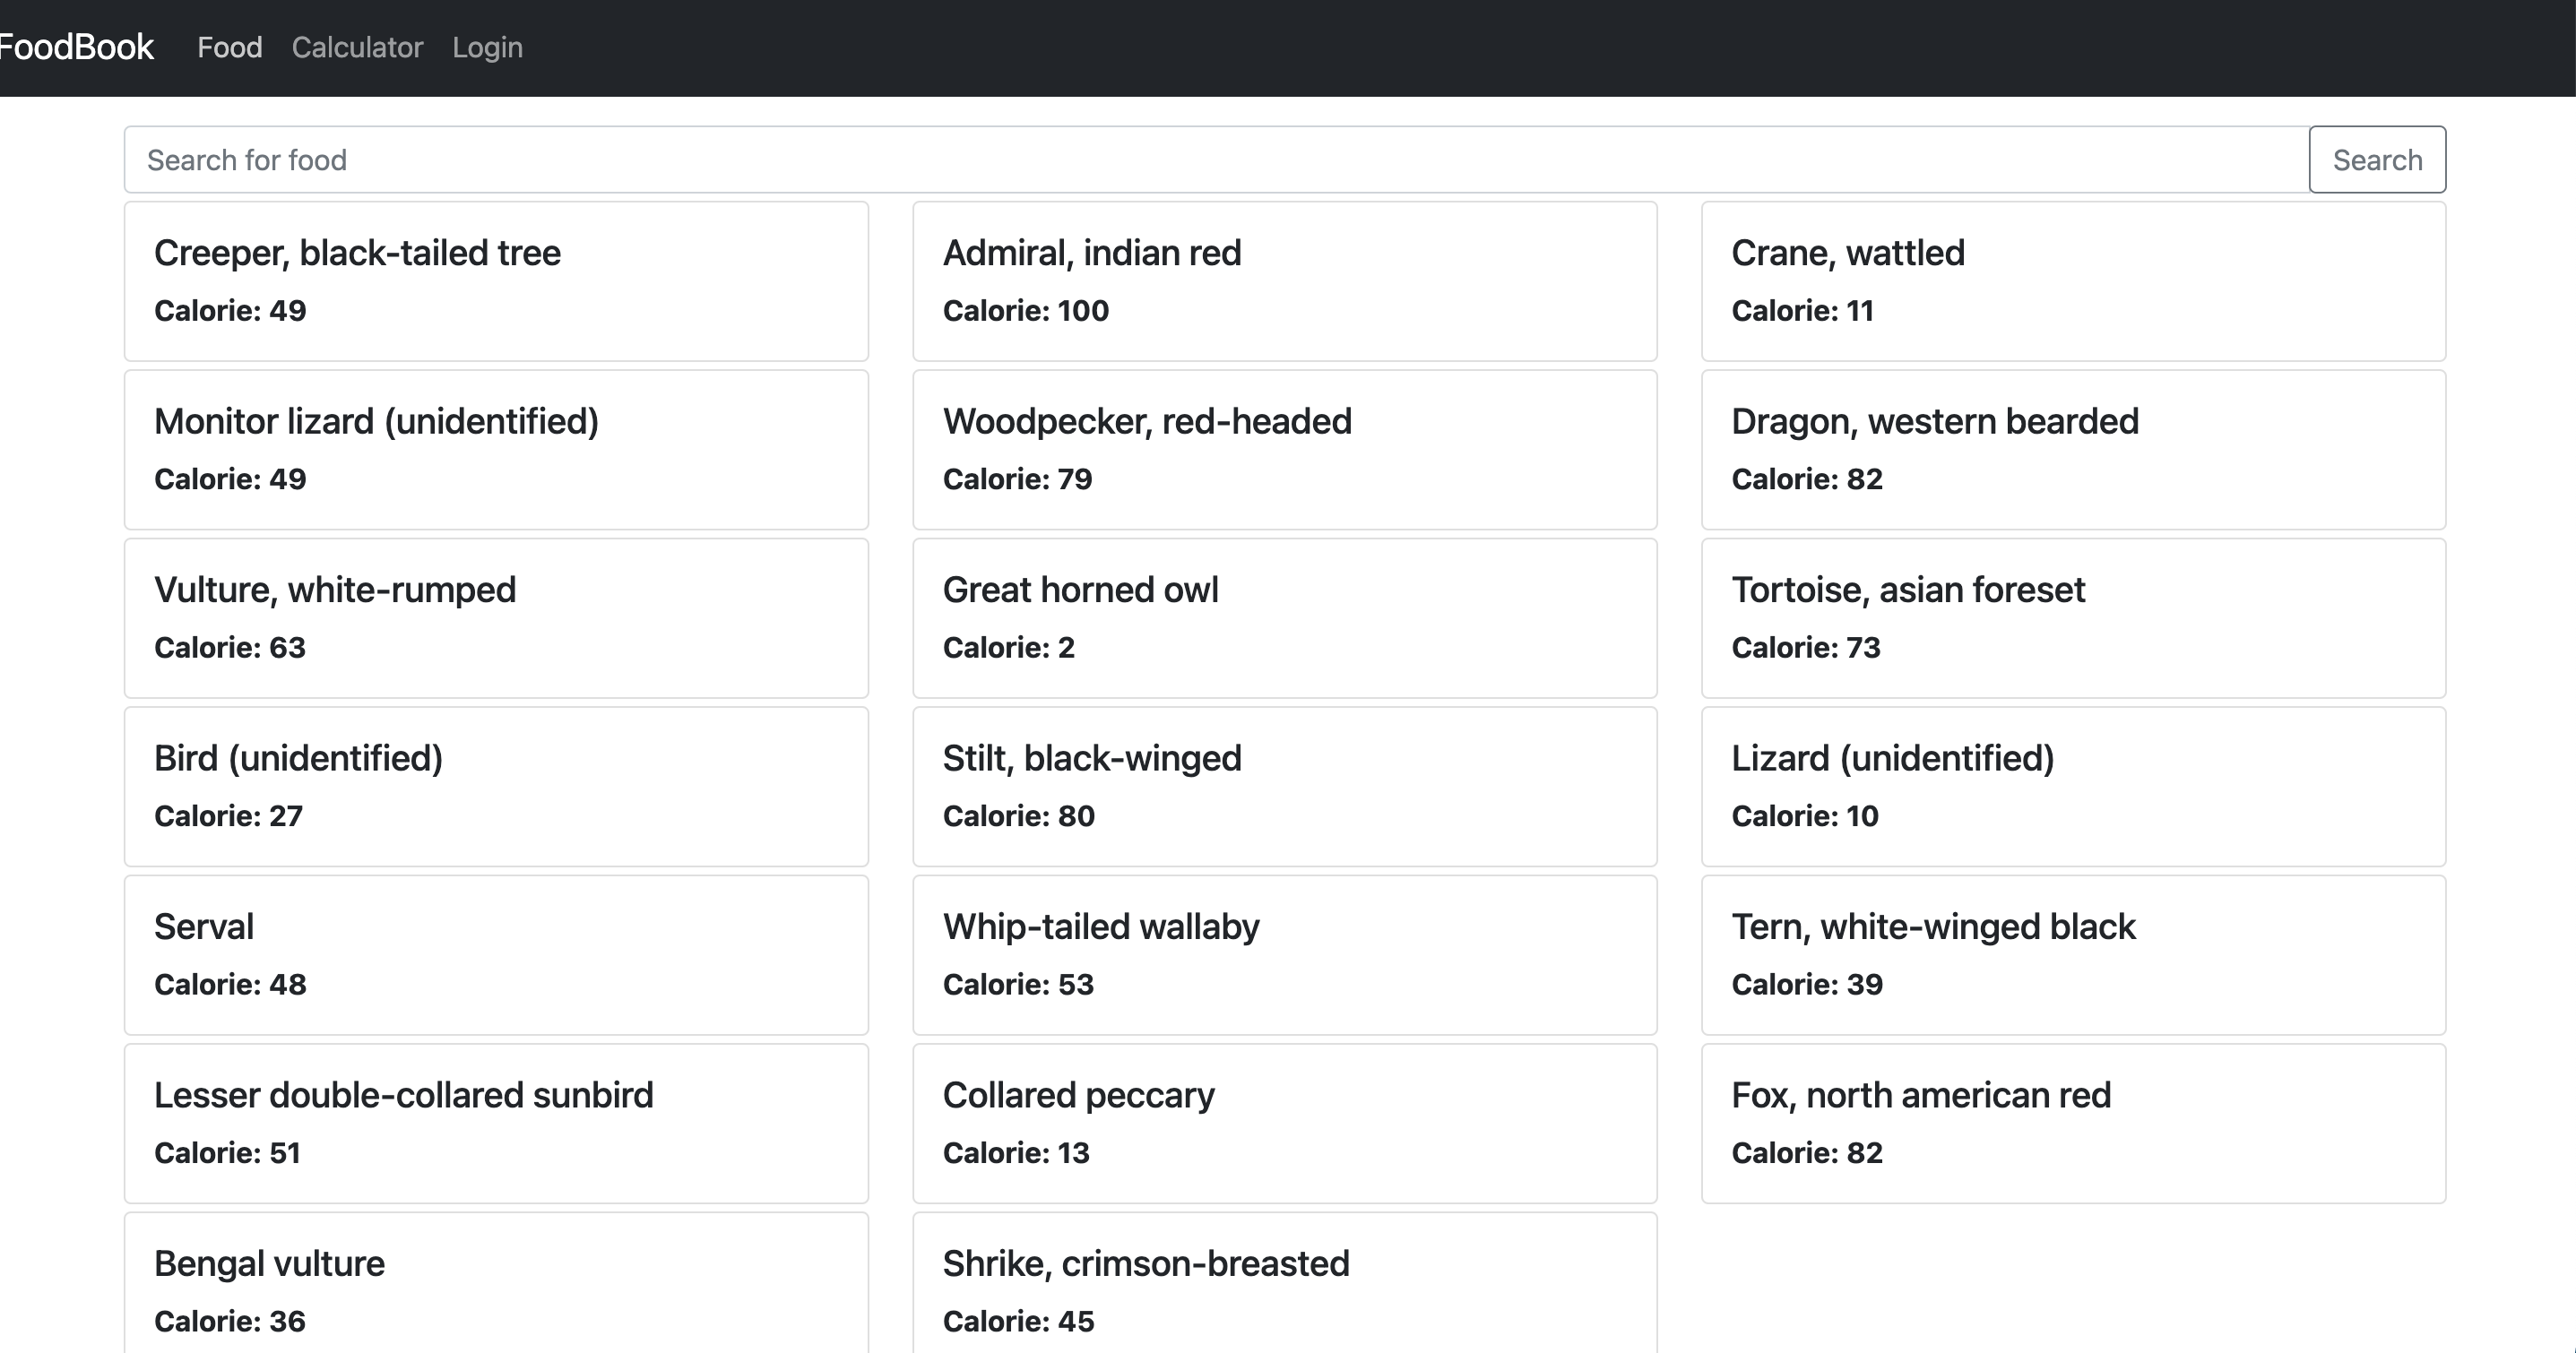 FoodBook Food Calculator Login
Search for food Search
Creeper, black-tailed tree
Calorie: 49
Admiral, indian red
Calorie: 100
Crane, wattled
Calorie: 11
Monitor lizard (unidentified)
Calorie: 49
Woodpecker, red-headed
Calorie: 79
Dragon, western bearded
Calorie: 82
Vulture, white-rumped
Calorie: 63
Great horned owl
Calorie: 2
Tortoise, asian foreset
Calorie: 73
Bird (unidentified)
Calorie: 27
Stilt, black-winged
Calorie: 80
Lizard (unidentified)
Calorie: 10
Serval
Calorie: 48
Whip-tailed wallaby
Calorie: 53
Tern, white-winged black
Calorie: 39
Lesser double-collared sunbird
Calorie: 51
Collared peccary
Calorie: 13
Fox, north american red
Calorie: 82
Bengal vulture
Calorie: 36
Shrike, crimson-breasted
Calorie: 45